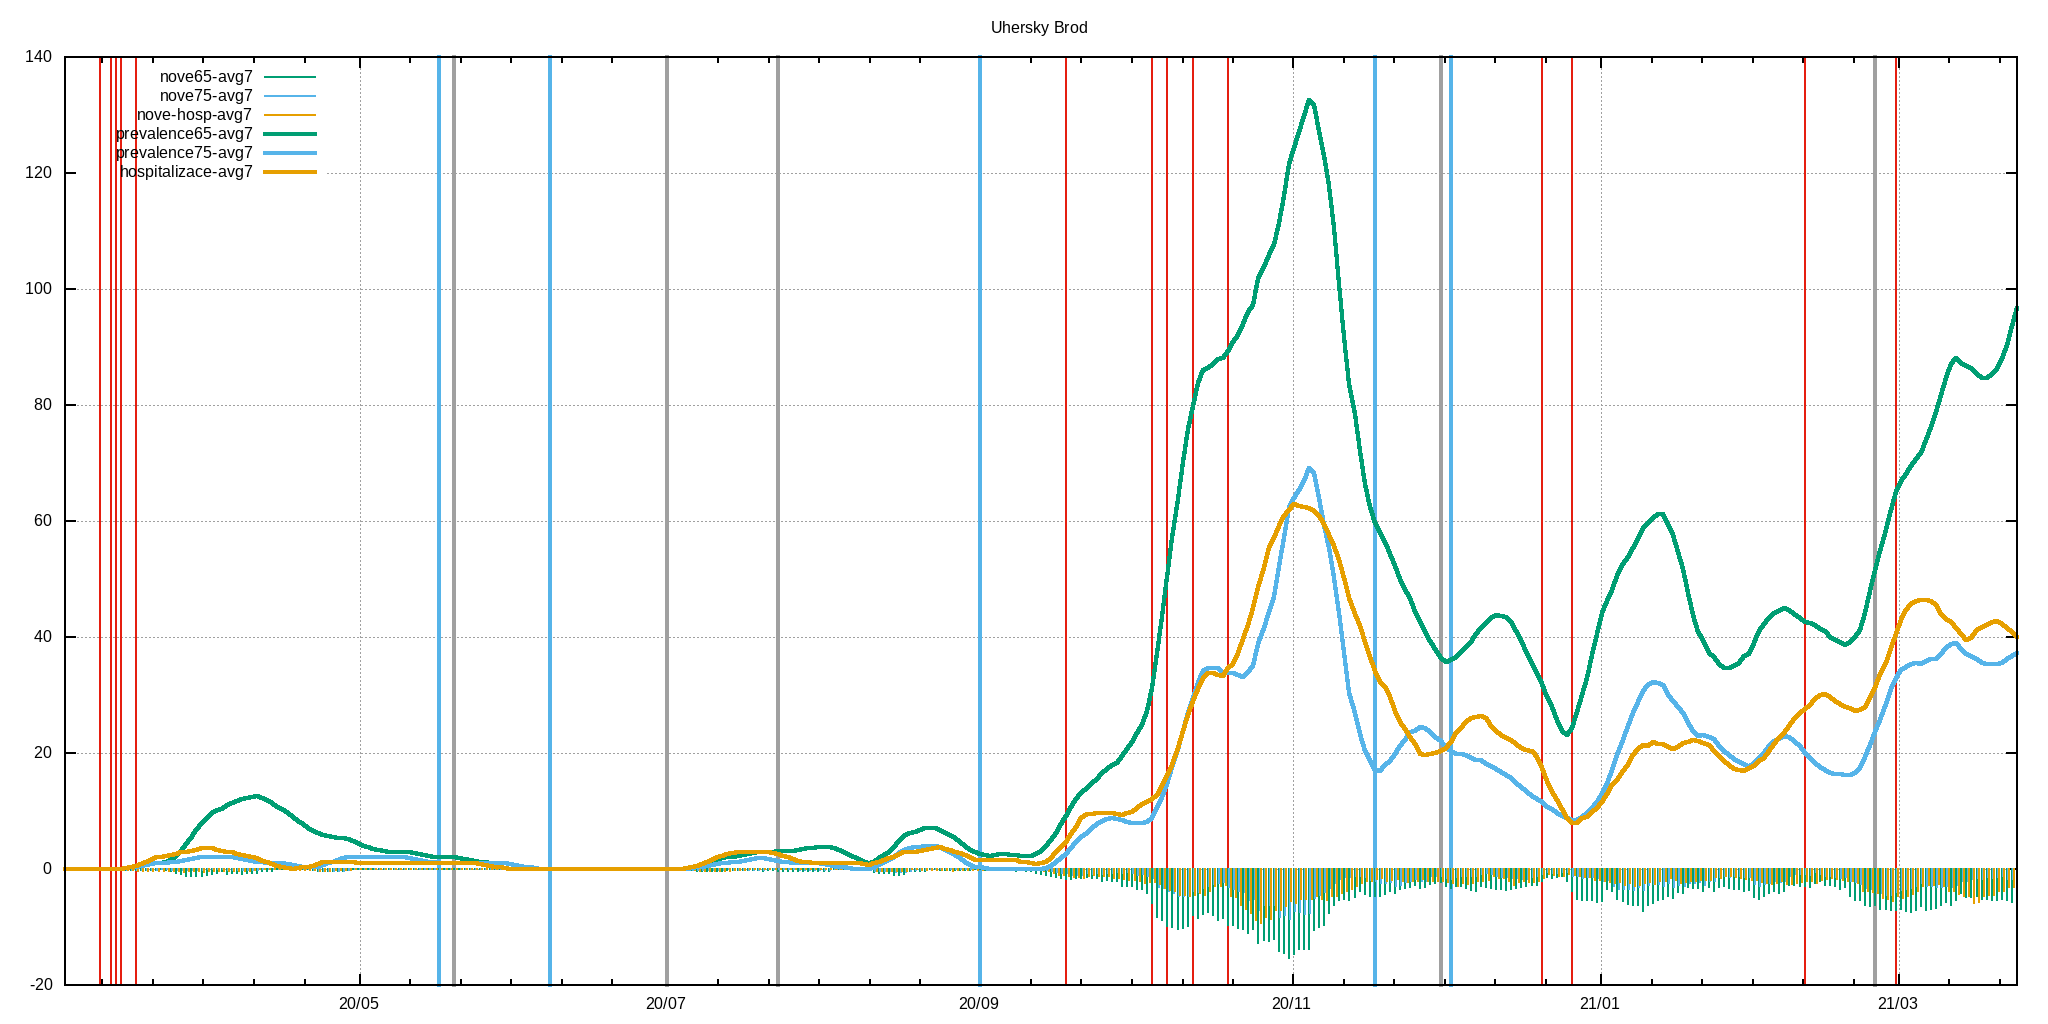 Uhersky Brod
140
120
100
80
60
40
20
0
-20
nove65-avg7
nove75-avg7
nove-hosp-avg7
prevalence65-avg7
prevalence75-avg7
hospitalizace-avg7
20/05
20/07
20/09
20/11
21/01
21/03